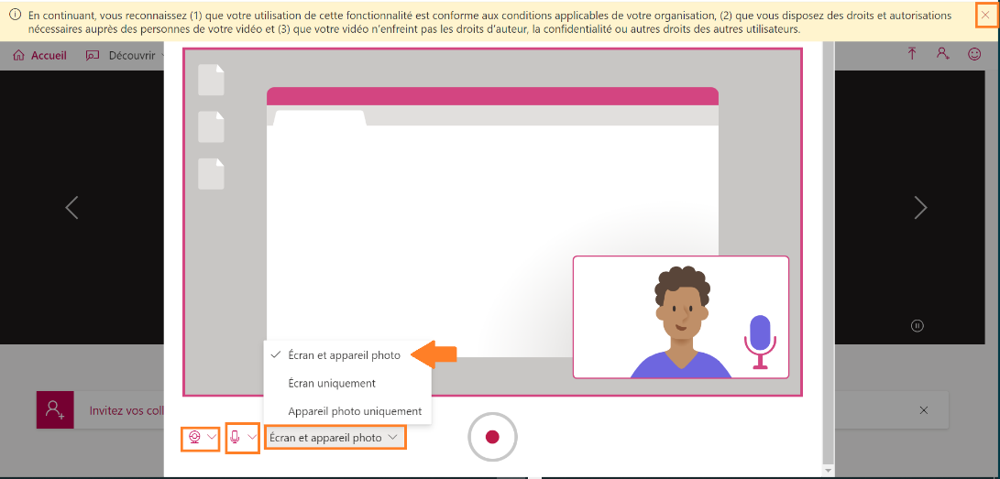 En continuant, vous reconnaissez (1) que votre utilisation de cette fonctionnalité est conforme aux conditions applicables de votre organisation, (2) que vous disposez des droits et autorisations
nécessaires auprès des personnes de votre vidéo et (3) que votre vidéo n'enfreint pas les droits d'auteur, la confidentialité ou autres droits des autres utilisateurs.
Accueil Découvrir
Écran et appareil photo
Écran uniquement
Invitez vos coll
Appareil photo uniquement
Écran et appareil photo